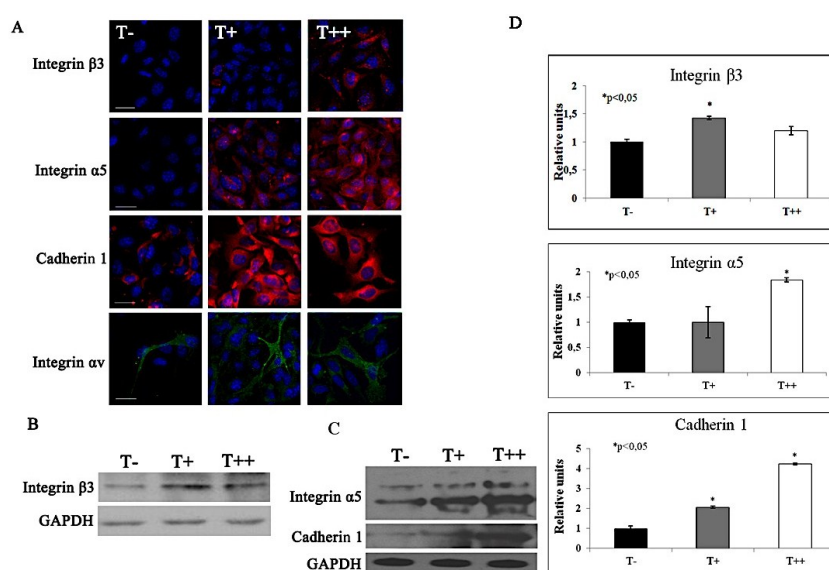 A
T- T+ T++
Integrin β3
Integrin α5
Cadherin 1
Integrin αv
B
T- T+ T++
Integrin β3
GAPDH
C
T- T+ T++
Integrin α5
Cadherin 1
GAPDH
D
Integrin β3
*p<0,05
*
Relative units
2
1,5
1
0,5
0
T- T+ T++
Integrin α5
*p<0,05
*
Relative units
2
1,5
1
0,5
0
T- T+ T++
Cadherin 1
*p<0,05
*
*
Relative units
5
4
3
2
1
0
T- T+ T++